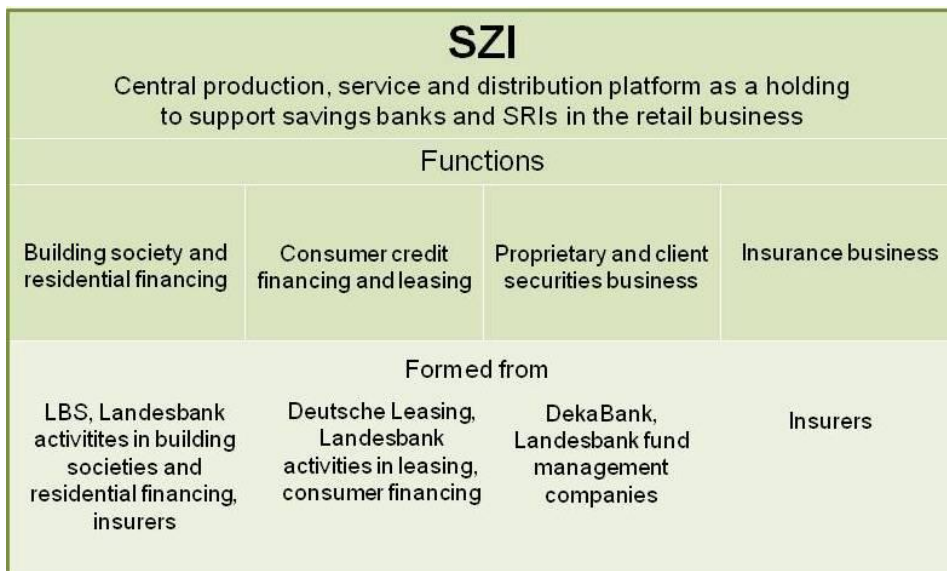 SZI
Central production, service and distribution platform as a holding
to support savings banks and SRIs in the retail business
Functions
Building society and
residential financing
Consumer credit
financing and leasing
Proprietary and client
securities business
Insurance business
Formed from
LBS, Landesbank
activitites in building
societies and
residential financing,
insurers
Deutsche Leasing,
Landesbank
activities in leasing,
consumer financing
DekaBank,
Landesbank fund
management
companies
Insurers